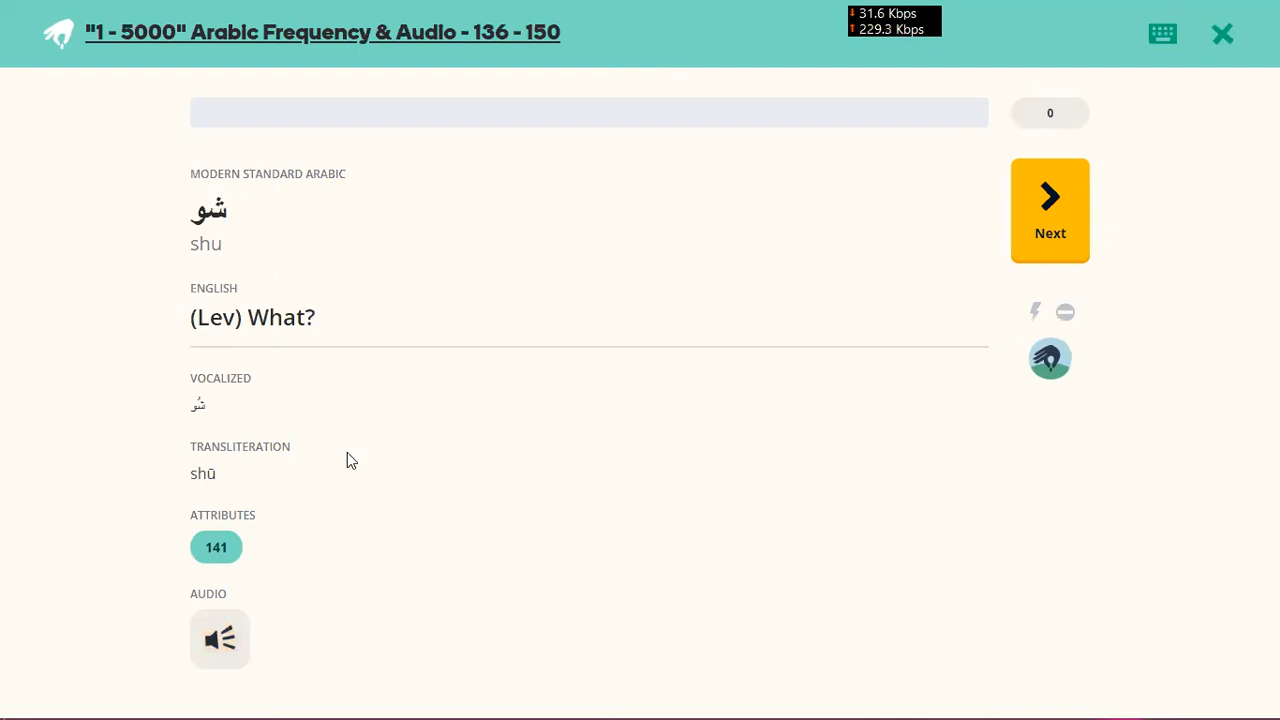 "1 - 5000" Arabic Frequency & Audio - 136 - 150
31.6 Kbps
229.3 Kbps
0
MODERN STANDARD ARABIC
شو
shu
Next
ENGLISH
(Lev) What?
VOCALIZED
شُو
TRANSLITERATION
shū
ATTRIBUTES
141
AUDIO